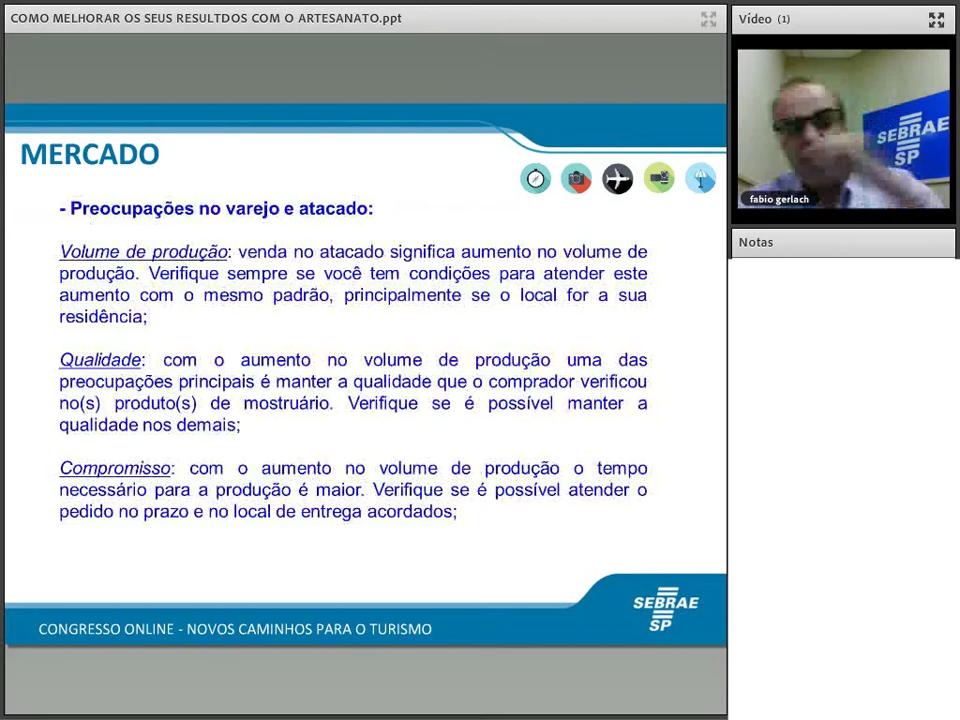 COMO MELHORAR OS SEUS RESULTDOS COM O ARTESANATO.ppt
Vídeo (1)
SEBRAE
SP
fabio gerlach
Notas
MERCADO
- Preocupações no varejo e atacado:
Volume de produção: venda no atacado significa aumento no volume de
produção. Verifique sempre se você tem condições para atender este
aumento com o mesmo padrão, principalmente se o local for a sua
residência;
Qualidade: com o aumento no volume de produção uma das
preocupações principais é manter a qualidade que o comprador verificou
no(s) produto(s) de mostruário. Verifique se é possível manter a
qualidade nos demais;
Compromisso: com o aumento no volume de produção o tempo
necessário para a produção é maior. Verifique se é possível atender o
pedido no prazo e no local de entrega acordados;
SEBRAE
SP
CONGRESSO ONLINE - NOVOS CAMINHOS PARA O TURISMO